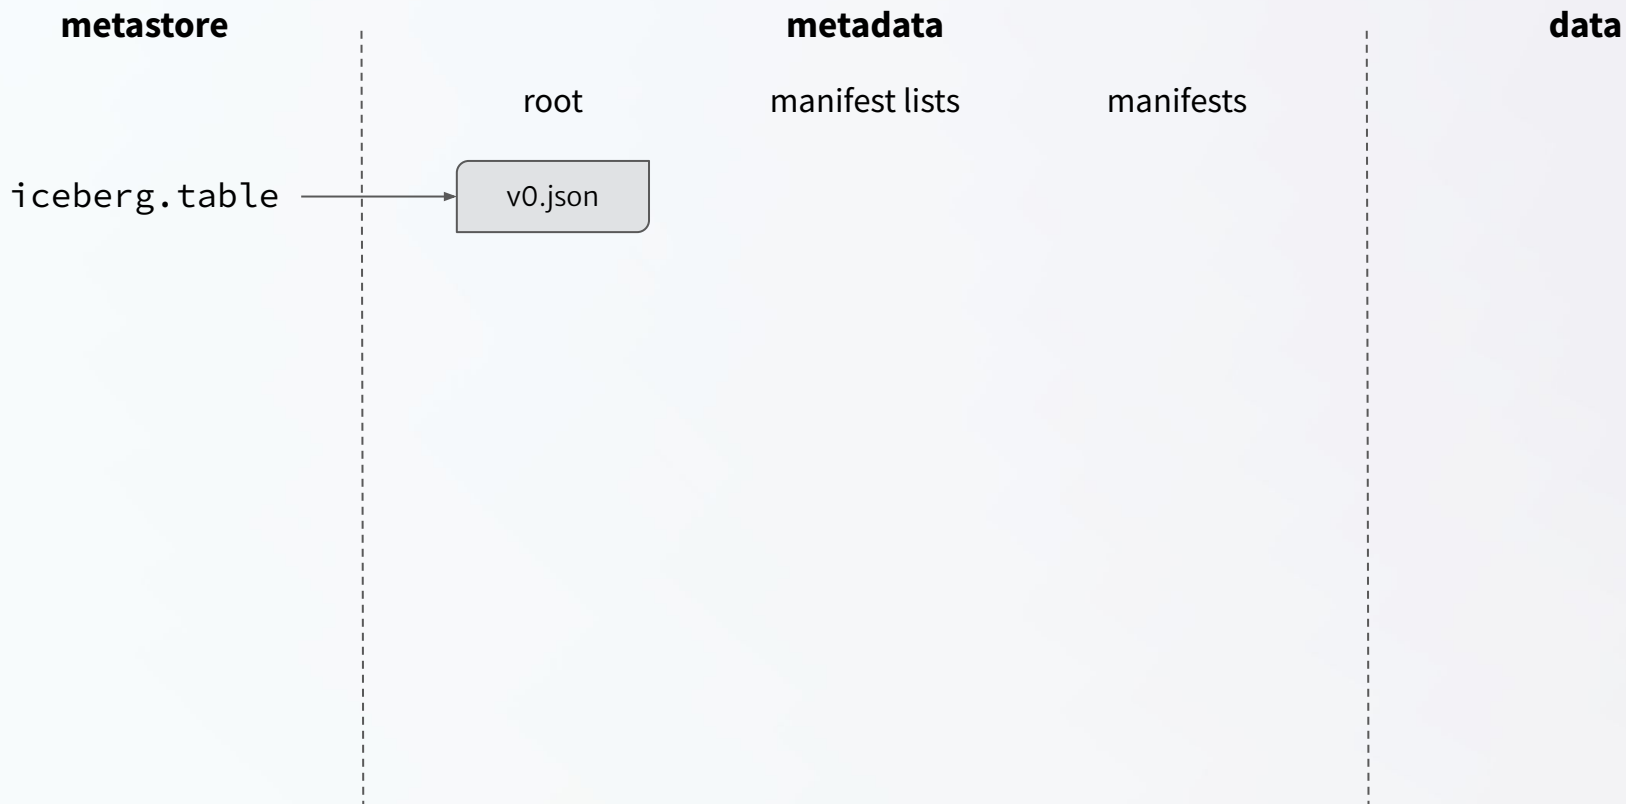 metastore
metadata
data
root
manifest lists
manifests
iceberg.table
v0.json